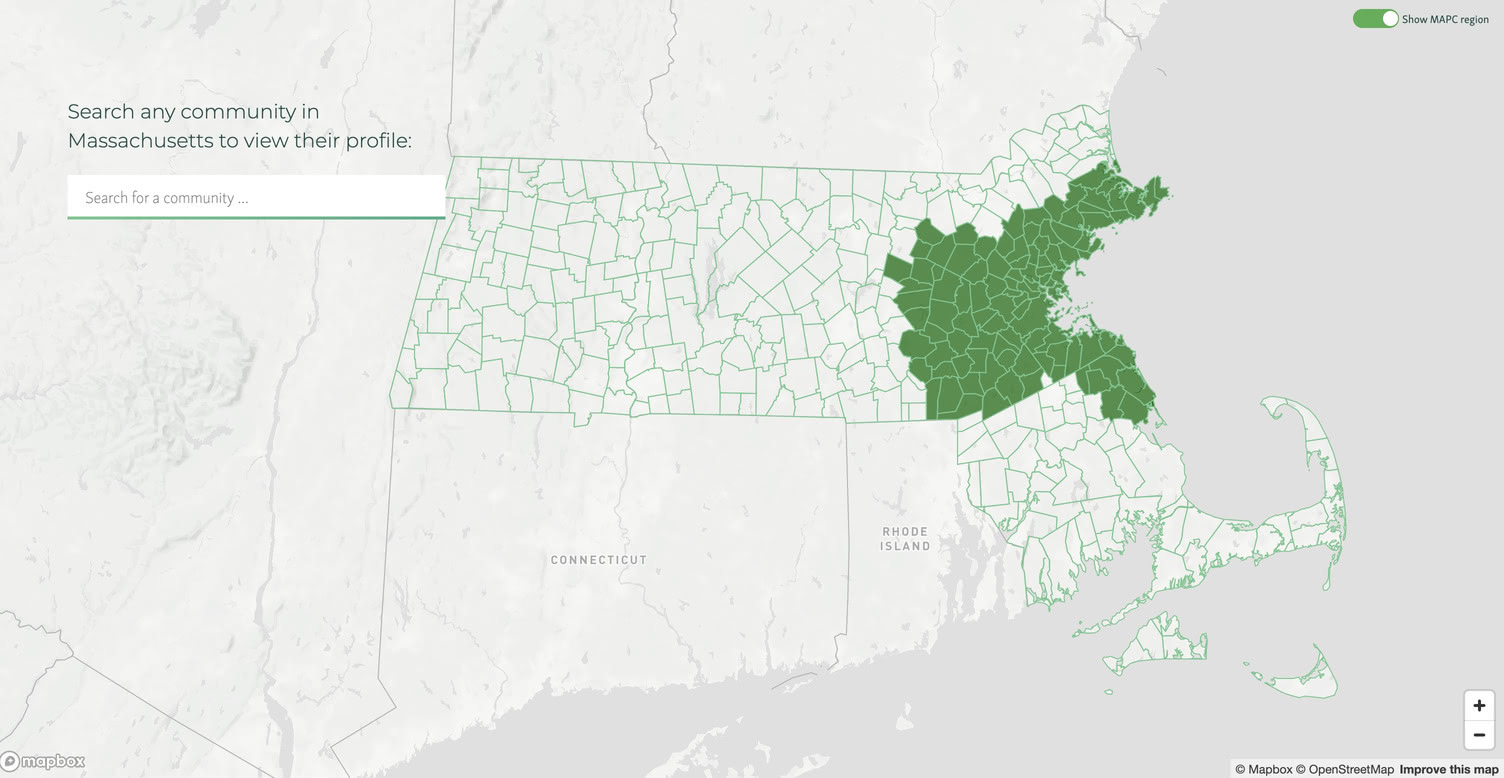 Show MAPC region
Search any community in
Massachusetts to view their profile:
Search for a community ...
RHODE
ISLAND
CONNECTICUT
mapbox
© Mapbox © OpenStreetMap Improve this map